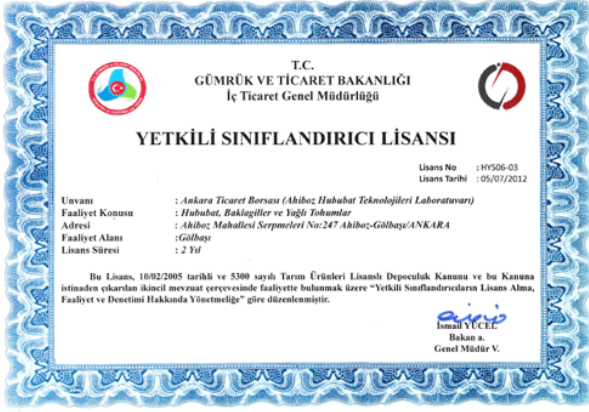 T.C.
GÜMRÜK VE TİCARET BAKANLIĞI
İç Ticaret Genel Müdürlüğü
YETKİLİ SINIFLANDIRICI LİSANSI
Lisans No : HYS06-03
Lisans Tarihi : 05/07/2012
Unvanı : Ankara Ticaret Borsası (Ahiboz Hububat Teknolojileri Laboratuvarı)
Faaliyet Konusu : Hububat, Baklagiller ve Yağlı Tohumlar
Adresi : Ahiboz Mahallesi Serpmeleri No:247 Ahiboz-Gölbaşı/ANKARA
Faaliyet Alanı :Gölbaşı
Lisans Süresi : 2 Yıl
Bu Lisans, 10/02/2005 tarihli ve 5300 sayılı Tarım Ürünleri Lisanslı Depoculuk Kanunu ve bu Kanuna
istinaden çıkarılan ikincil mevzuat çerçevesinde faaliyette bulunmak üzere “Yetkili Sınıflandırıcıların Lisans Alma,
Faaliyet ve Denetimi Hakkında Yönetmeliğe” göre düzenlenmiştir.
İsmail YÜCEL
Bakan a.
Genel Müdür V.